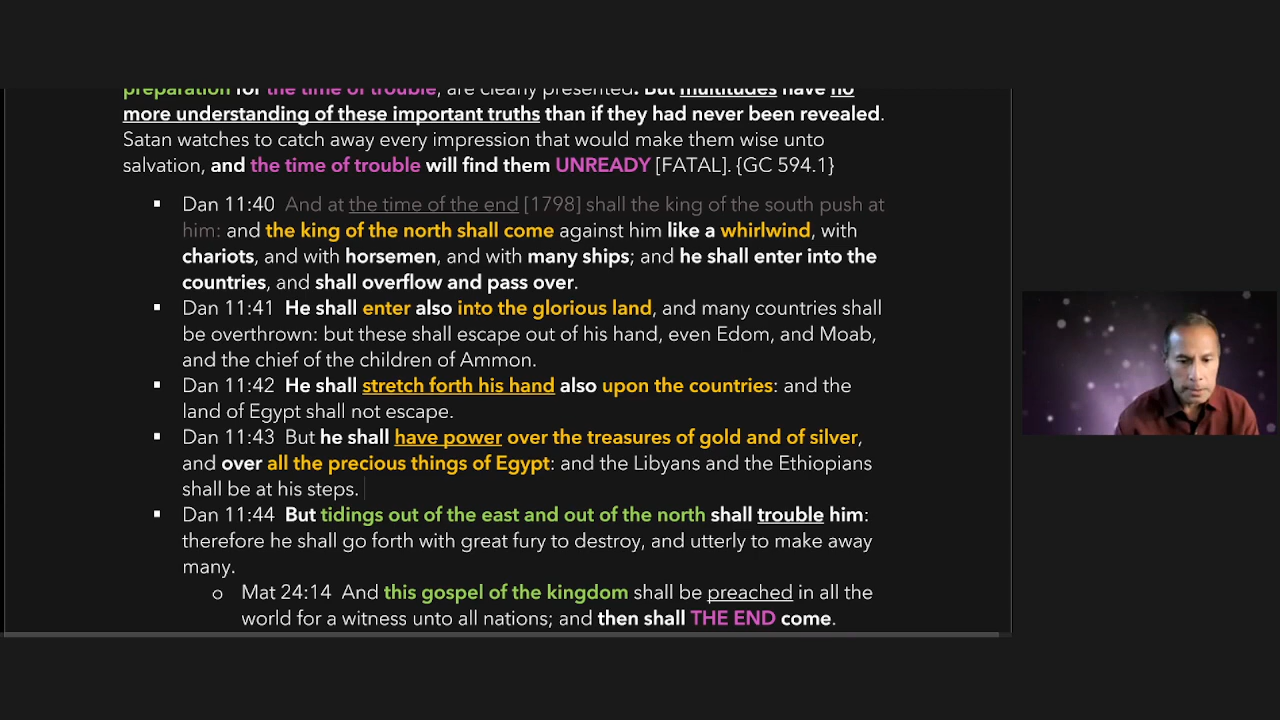 preparation for the time of trouble, are clearly presented. But multitudes have no
more understanding of these important truths than if they had never been revealed.
Satan watches to catch away every impression that would make them wise unto
salvation, and the time of trouble will find them UNREADY [FATAL]. {GC 594.1}
▪ Dan 11:40 And at the time of the end [1798] shall the king of the south push at
him: and the king of the north shall come against him like a whirlwind, with
chariots, and with horsemen, and with many ships; and he shall enter into the
countries, and shall overflow and pass over.
▪ Dan 11:41 He shall enter also into the glorious land, and many countries shall
be overthrown: but these shall escape out of his hand, even Edom, and Moab,
and the chief of the children of Ammon.
▪ Dan 11:42 He shall stretch forth his hand also upon the countries: and the
land of Egypt shall not escape.
▪ Dan 11:43 But he shall have power over the treasures of gold and of silver,
and over all the precious things of Egypt: and the Libyans and the Ethiopians
shall be at his steps.
▪ Dan 11:44 But tidings out of the east and out of the north shall trouble him:
therefore he shall go forth with great fury to destroy, and utterly to make away
many.
o Mat 24:14 And this gospel of the kingdom shall be preached in all the
world for a witness unto all nations; and then shall THE END come.